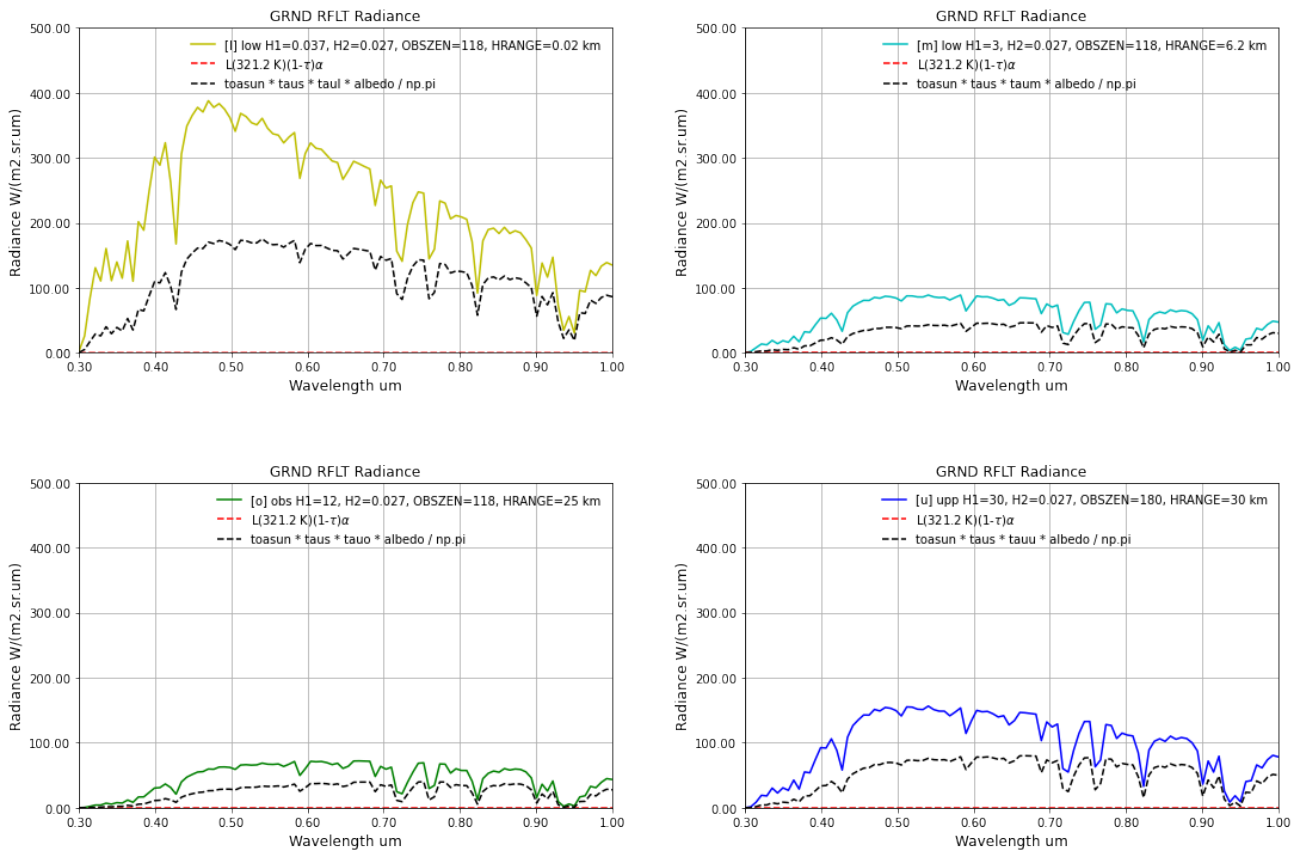 GRND RFLT Radiance
[l] low H1=0.037, H2=0.027, OBSZEN=118, HRANGE=0.02 km
L(321.2 K)(1-τ)α
toasun * taus * taul * albedo / np.pi
500.00
400.00
300.00
200.00
100.00
0.00
Radiance W/(m2.sr.um)
0.30 0.40 0.50 0.60 0.70 0.80 0.90 1.00
Wavelength um
GRND RFLT Radiance
[m] low H1=3, H2=0.027, OBSZEN=118, HRANGE=6.2 km
L(321.2 K)(1-τ)α
toasun * taus * taum * albedo / np.pi
500.00
400.00
300.00
200.00
100.00
0.00
Radiance W/(m2.sr.um)
0.30 0.40 0.50 0.60 0.70 0.80 0.90 1.00
Wavelength um
GRND RFLT Radiance
[o] obs H1=12, H2=0.027, OBSZEN=118, HRANGE=25 km
L(321.2 K)(1-τ)α
toasun * taus * tauo * albedo / np.pi
500.00
400.00
300.00
200.00
100.00
0.00
Radiance W/(m2.sr.um)
0.30 0.40 0.50 0.60 0.70 0.80 0.90 1.00
Wavelength um
GRND RFLT Radiance
[u] upp H1=30, H2=0.027, OBSZEN=180, HRANGE=30 km
L(321.2 K)(1-τ)α
toasun * taus * tauu * albedo / np.pi
500.00
400.00
300.00
200.00
100.00
0.00
Radiance W/(m2.sr.um)
0.30 0.40 0.50 0.60 0.70 0.80 0.90 1.00
Wavelength um